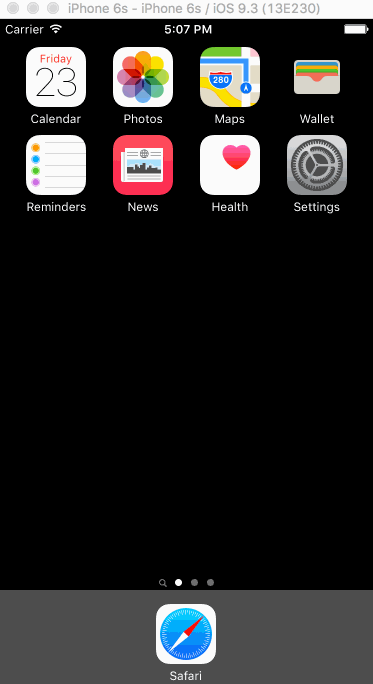 iPhone 6s - iPhone 6s / iOS 9.3 (13E230)
Carrier 5:07 PM
Friday
23
280
Calendar Photos Maps Wallet
Reminders News Health Settings
Safari